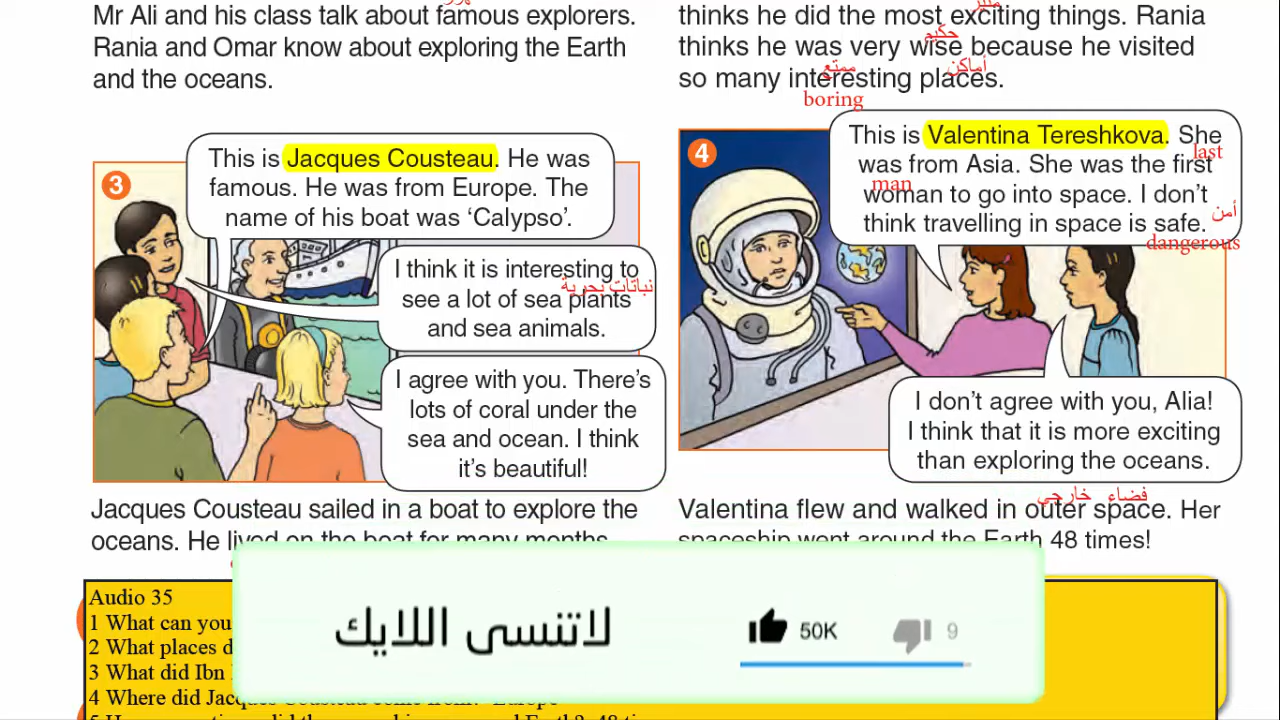 Mr Ali and his class talk about famous explorers.
Rania and Omar know about exploring the Earth
and the oceans.
3
This is Jacques Cousteau. He was
famous. He was from Europe. The
name of his boat was ‘Calypso’.
I think it is interesting to
see a lot of sea plants
نباتات بحرية
and sea animals.
I agree with you. There’s
lots of coral under the
sea and ocean. I think
it’s beautiful!
Jacques Cousteau sailed in a boat to explore the
oceans. He lived on the boat for many months
thinks he did the most exciting things. Rania
حكيم
thinks he was very wise because he visited
ممتع
أماكن
so many interesting places.
boring
4
This is Valentina Tereshkova. She
last
was from Asia. She was the first
man
woman to go into space. I don’t
أمن
think travelling in space is safe.
dangerous
I don’t agree with you, Alia!
I think that it is more exciting
than exploring the oceans.
فضاء خارجي
Valentina flew and walked in outer space. Her
spaceship went around the Earth 48 times!
Audio 35
1 What can you
2 What places d
3 What did Ibn
4 Where did Jacques Cousteau come from?
لاتنسى اللايك
50K
9